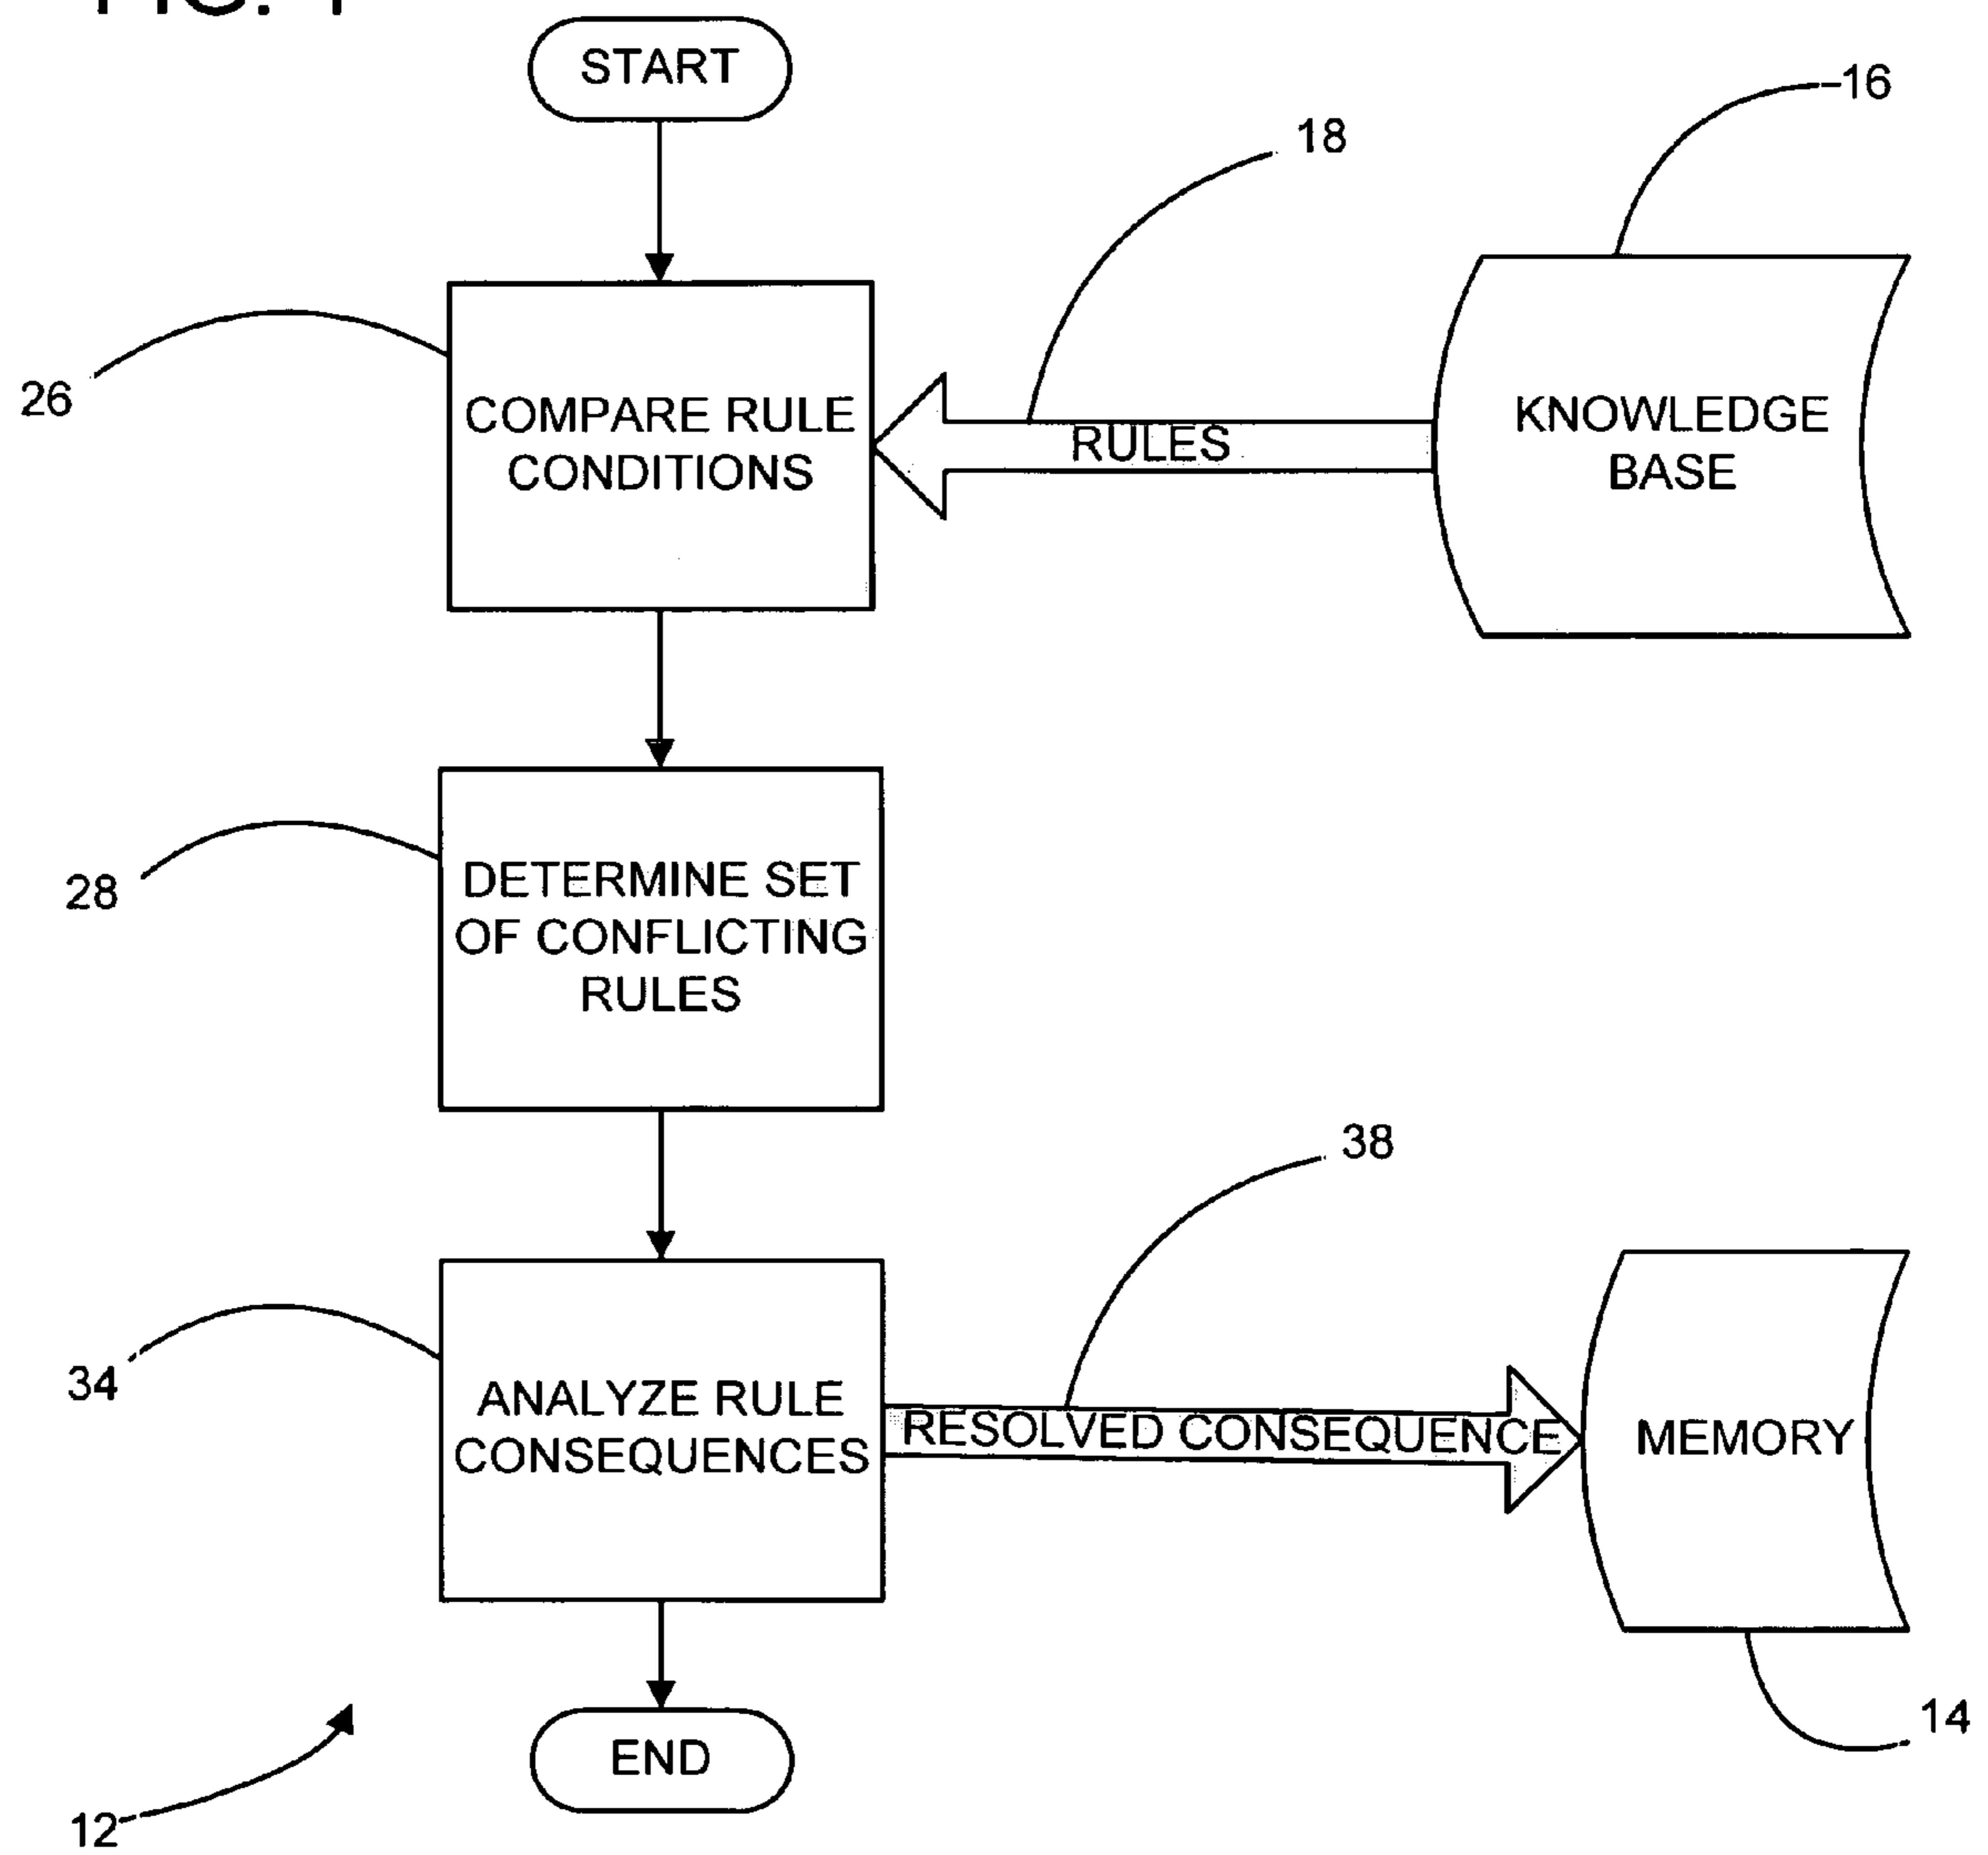 START
16
18
26
COMPARE RULE
CONDITIONS
RULES
KNOWLEDGE
BASE
28
DETERMINE SET
OF CONFLICTING
RULES
38
34
ANALYZE RULE
CONSEQUENCES
RESOLVED CONSEQUENCE
MEMORY
14
END
12